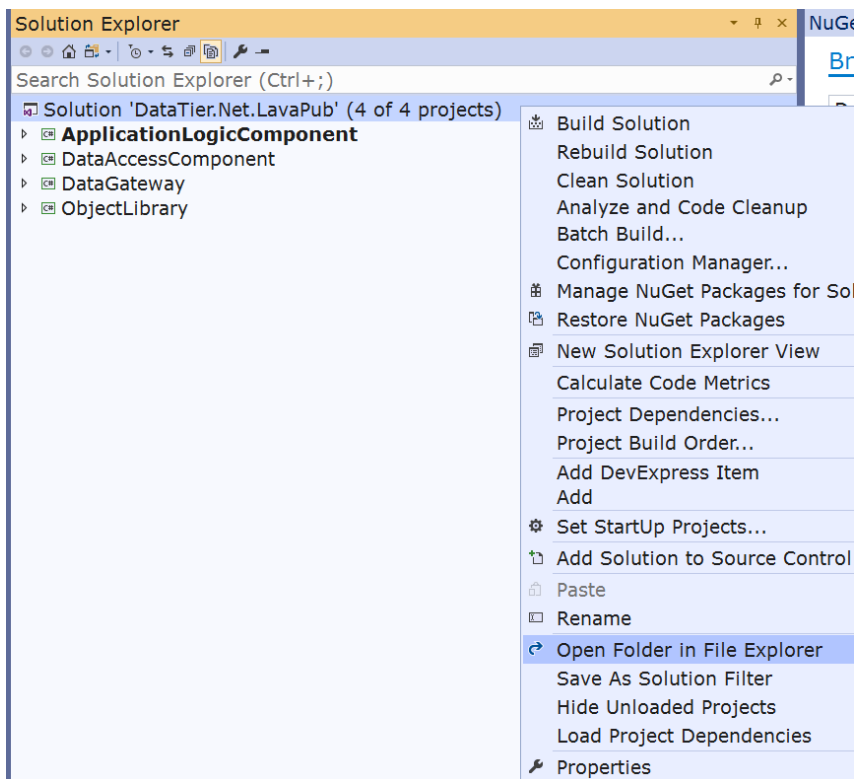 Solution Explorer
Search Solution Explorer (Ctrl+;)
Solution 'DataTier.Net.LavaPub' (4 of 4 projects)
C# ApplicationLogicComponent
C# DataAccessComponent
C# DataGateway
C# ObjectLibrary
NuGe
Br
Build Solution
Rebuild Solution
Clean Solution
Analyze and Code Cleanup
Batch Build...
Configuration Manager...
Manage NuGet Packages for Sol
Restore NuGet Packages
New Solution Explorer View
Calculate Code Metrics
Project Dependencies...
Project Build Order...
Add DevExpress Item
Add
Set StartUp Projects...
Add Solution to Source Control
Paste
Rename
Open Folder in File Explorer
Save As Solution Filter
Hide Unloaded Projects
Load Project Dependencies
Properties